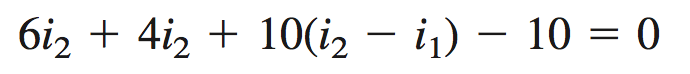 6i₂ + 4i₂ + 10(i₂ − i₁) − 10 = 0